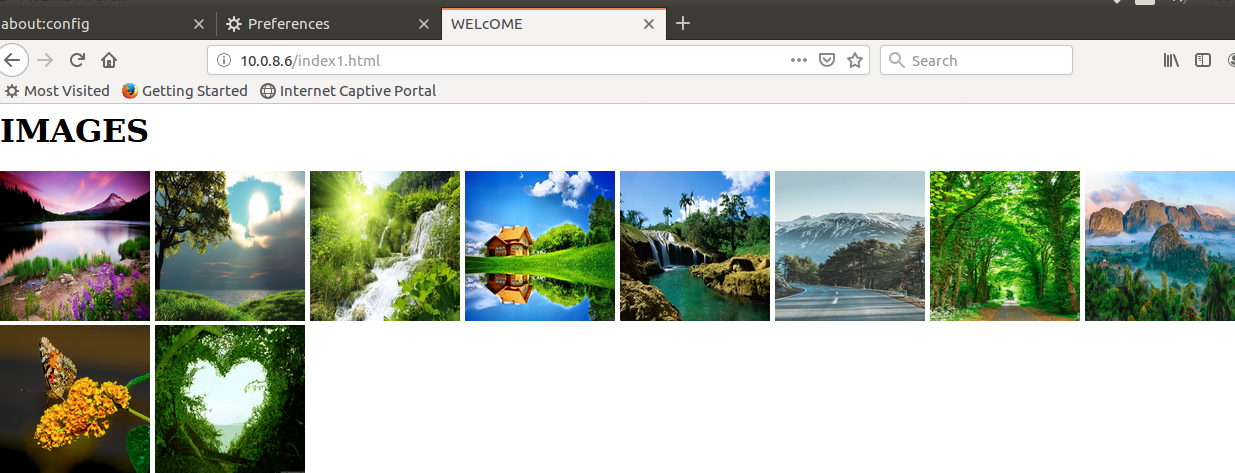 about:config Preferences WELcOME
10.0.8.6/index1.html Search
Most Visited Getting Started Internet Captive Portal
IMAGES